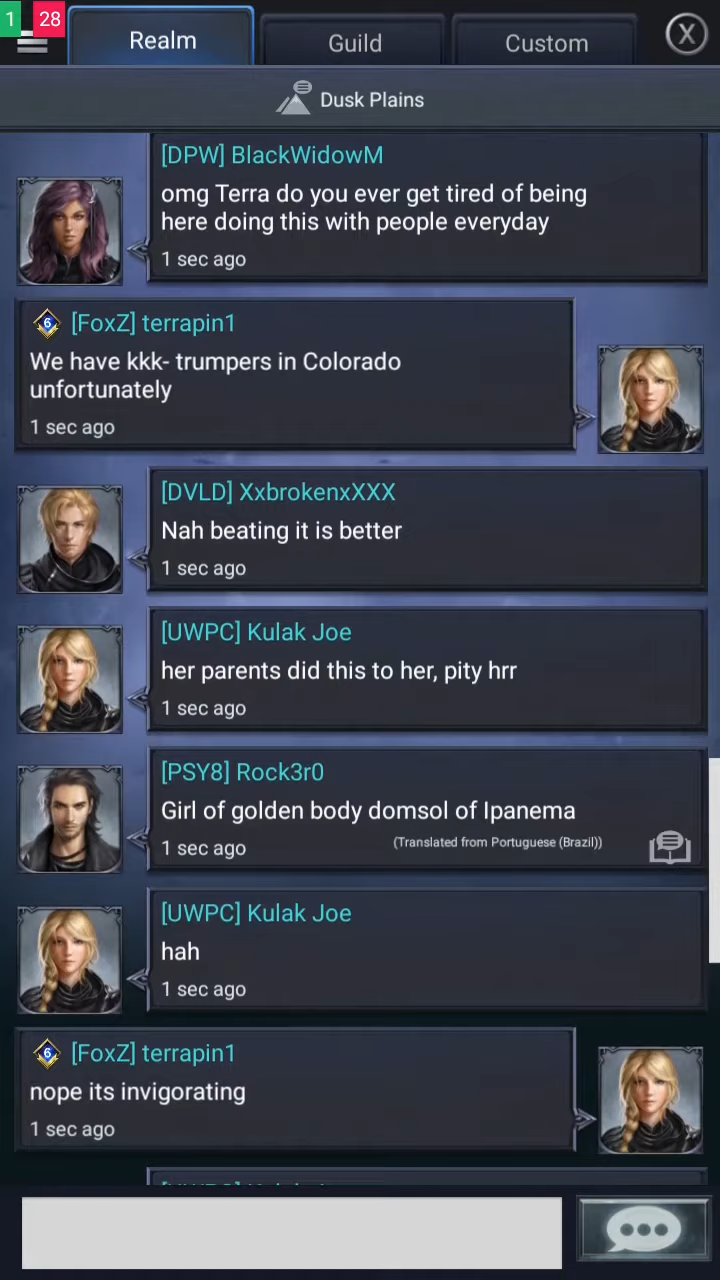 1
28
Realm
Guild
Custom
X
Dusk Plains
[DPW] BlackWidowM
omg Terra do you ever get tired of being
here doing this with people everyday
1 sec ago
6
[FoxZ] terrapin1
We have kkk- trumpers in Colorado
unfortunately
1 sec ago
[DVLD] XxbrokenxXXX
Nah beating it is better
1 sec ago
[UWPC] Kulak Joe
her parents did this to her, pity hrr
1 sec ago
[PSY8] Rock3r0
Girl of golden body domsol of Ipanema
1 sec ago
(Translated from Portuguese (Brazil))
[UWPC] Kulak Joe
hah
1 sec ago
6
[FoxZ] terrapin1
nope its invigorating
1 sec ago